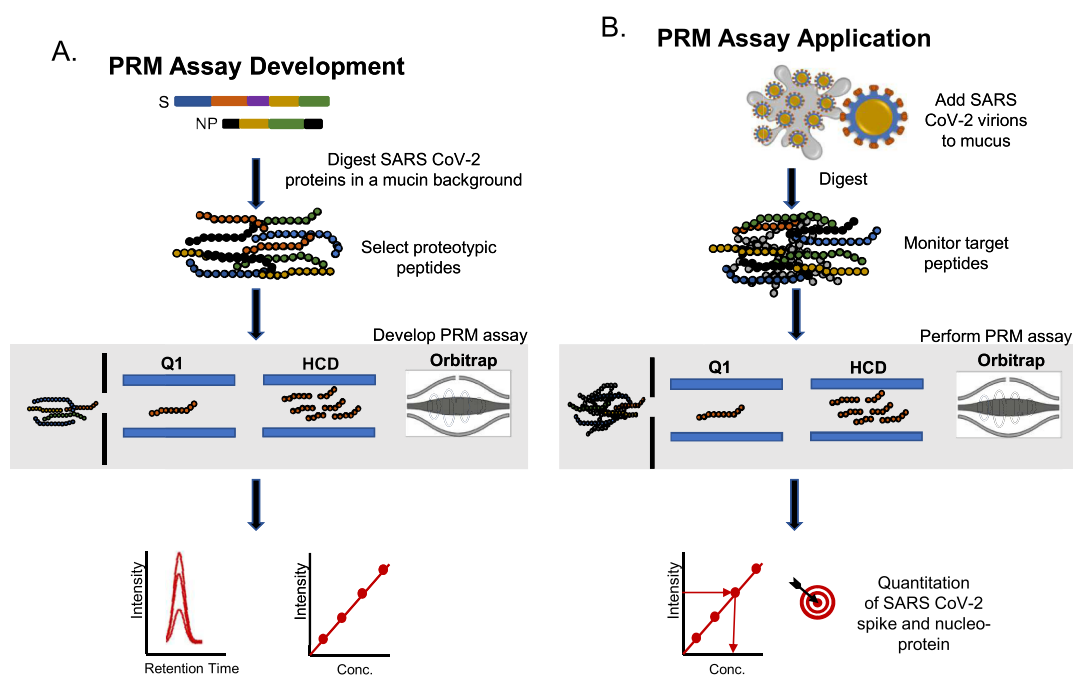 A.
PRM Assay Development
S
NP
Digest SARS CoV-2
proteins in a mucin background
Select proteotypic
peptides
Develop PRM assay
Q1
HCD
Orbitrap
Intensity
Retention Time
Intensity
Conc.
B.
PRM Assay Application
Add SARS
CoV-2 virions
to mucus
Digest
Monitor target
peptides
Perform PRM assay
Q1
HCD
Orbitrap
Intensity
Conc.
Quantitation
of SARS CoV-2
spike and nucleo-
protein